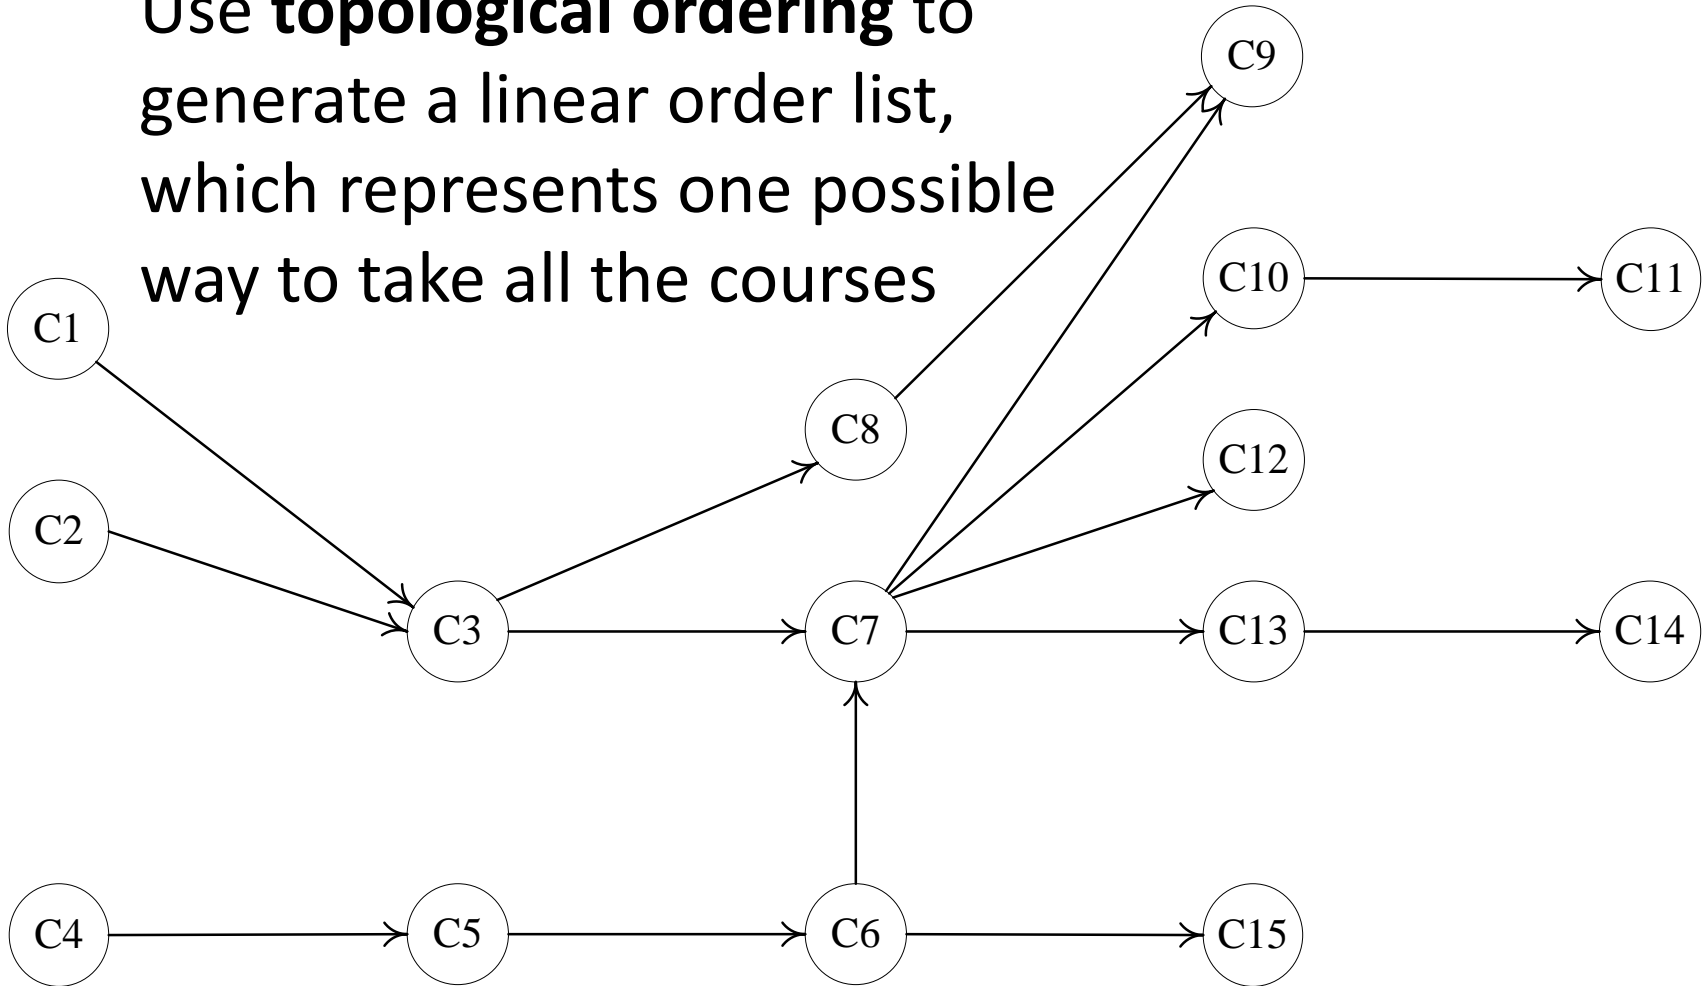 Use topological ordering to
generate a linear order list,
which represents one possible
way to take all the courses
C9
C10
C11
C1
C8
C12
C2
C3
C7
C13
C14
C4
C5
C6
C15